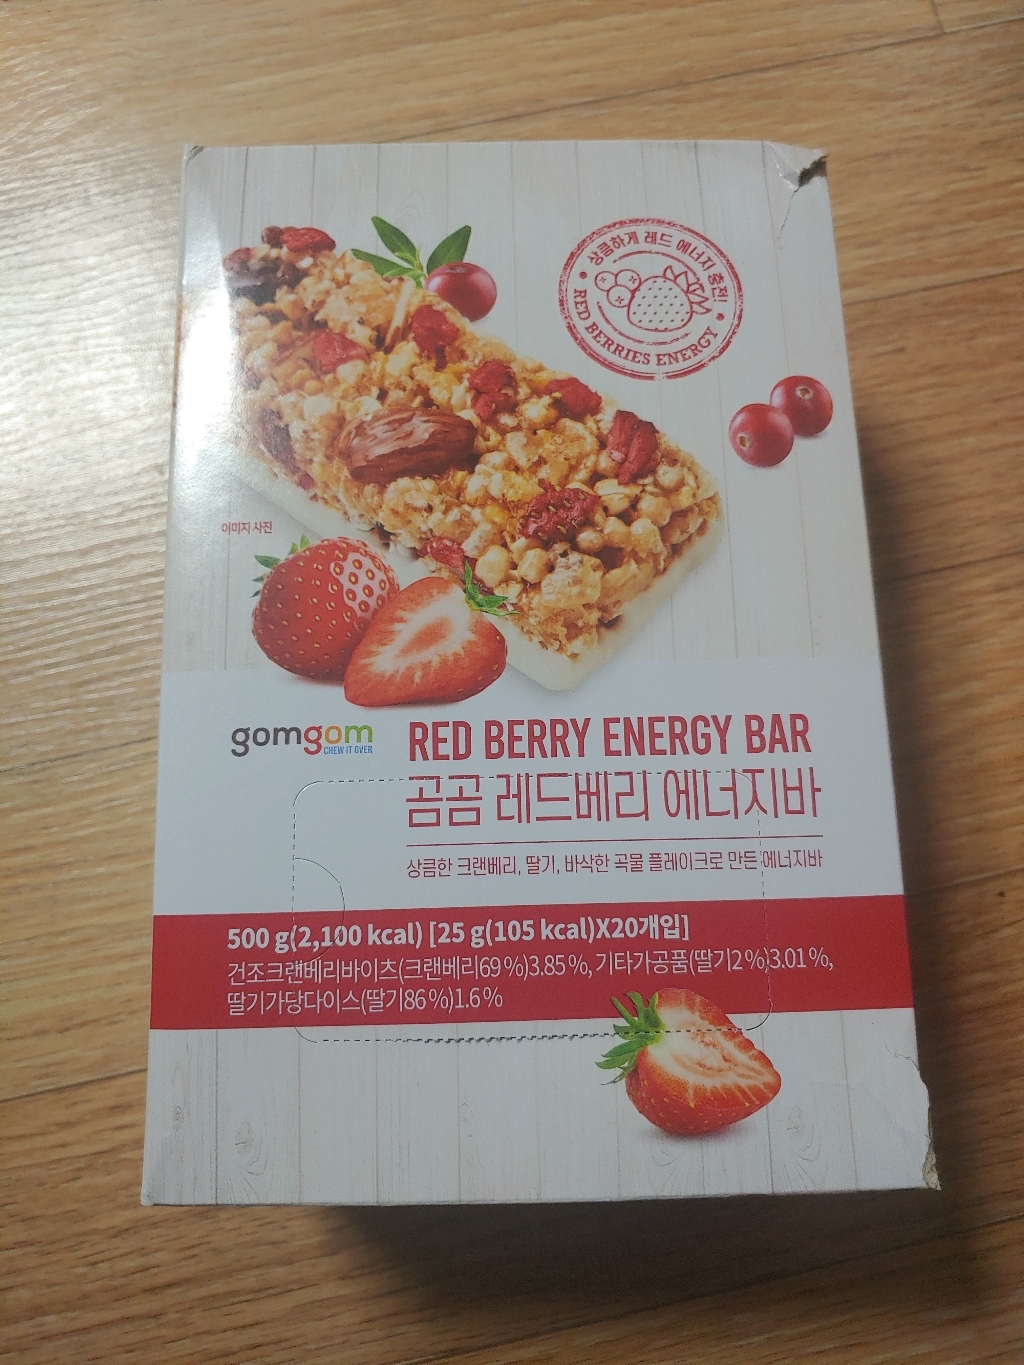 상큼하게 레드 에너지 충전!
RED BERRIES ENERGY
이미지 사진
gomgom
CHEW IT OVER
RED BERRY ENERGY BAR
곰곰 레드베리 에너지바
상큼한 크랜베리, 딸기, 바삭한 곡물 플레이크로 만든 에너지바
500 g(2,100 kcal) [25 g(105 kcal)X20개입]
건조크랜베리바이츠(크랜베리69%)3.85%, 기타가공품(딸기2%)3.01%,
딸기가당다이스(딸기86%)1.6%